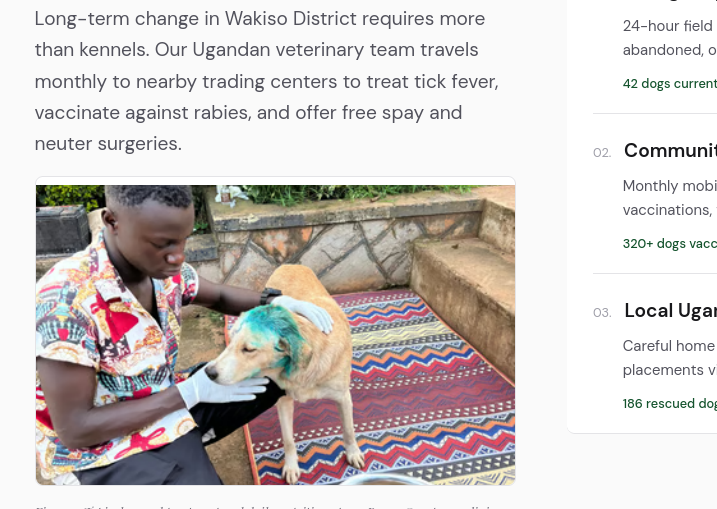 Long-term change in Wakiso District requires more
than kennels. Our Ugandan veterinary team travels
monthly to nearby trading centers to treat tick fever,
vaccinate against rabies, and offer free spay and
neuter surgeries.
24-hour field
abandoned, o
42 dogs current
02. Communit
Monthly mobi
vaccinations,
320+ dogs vacc
03. Local Ugan
Careful home
placements v
186 rescued dog